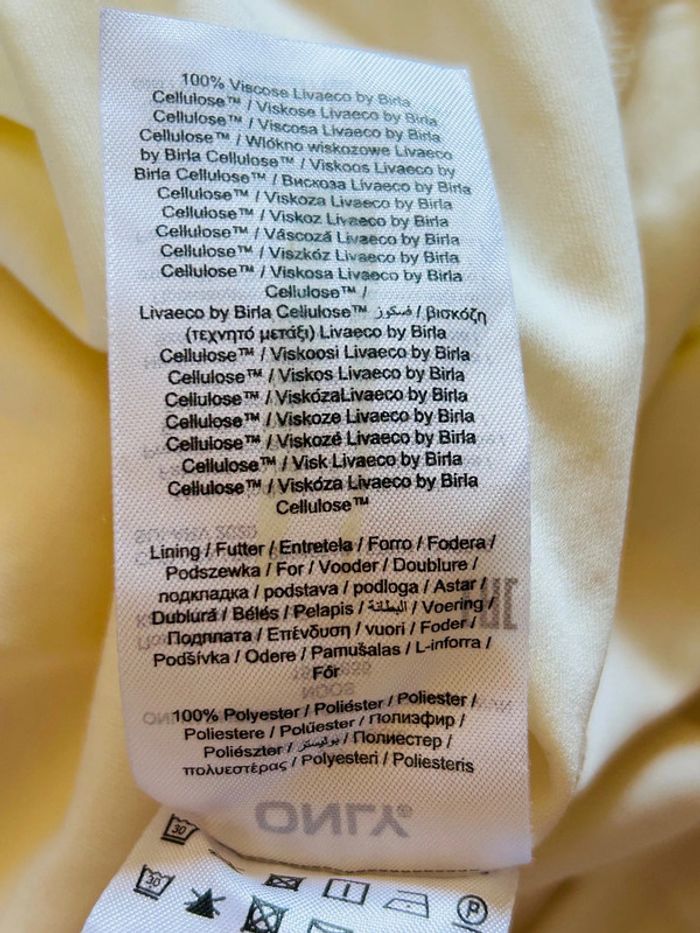 100% Viscose Livaeco by Birla
Cellulose™ / Viskose Livaeco by Birla
Cellulose™ / Viscosa Livaeco by Birla
Cellulose™ / Włókno wiskozowe Livaeco
by Birla Cellulose™ / Viskoos Livaeco by
Birla Cellulose™ / Вискоза Livaeco by Birla
Cellulose™ / Viskoza Livaeco by Birla
Cellulose™ / Viskoz Livaeco by Birla
Cellulose™ / Vâscoză Livaeco by Birla
Cellulose™ / Viszkóz Livaeco by Birla
Cellulose™ / Viskosa Livaeco by Birla
Cellulose™ /
Livaeco by Birla Cellulose™ فسكوز / βισκόζη
(τεχνητό μετάξι) Livaeco by Birla
Cellulose™ / Viskoosi Livaeco by Birla
Cellulose™ / Viskos Livaeco by Birla
Cellulose™ / ViskózaLivaeco by Birla
Cellulose™ / Viskoze Livaeco by Birla
Cellulose™ / Viskozė Livaeco by Birla
Cellulose™ / Visk Livaeco by Birla
Cellulose™ / Viskóza Livaeco by Birla
Cellulose™
Lining / Futter / Entretela / Forro / Fodera /
Podszewka / For / Vooder / Doublure /
подкладка / podstava / podloga / Astar /
Dublură / Bélés / Pelapis / البطانة / Voering /
Подплата / Επένδυση / vuori / Foder /
Podšívka / Odere / Pamušalas / L-inforra /
Fór
100% Polyester / Poliéster / Poliester /
Poliestere / Polüester / Полиэфир /
Poliészter / بوليستر / Полиестер /
πολυεστέρας / Polyesteri / Poliesteris
ONLY
30
30
P